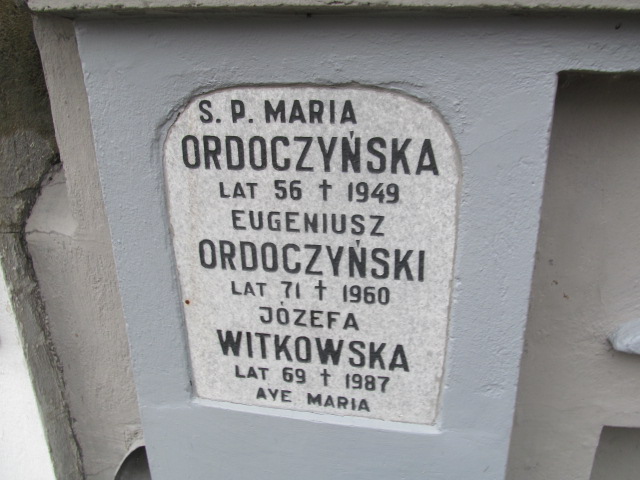 S. P. MARIA
ORDOCZYŃSKA
LAT 56 † 1949
EUGENIUSZ
ORDOCZYŃSKI
LAT 71 † 1960
JÓZEFA
WITKOWSKA
LAT 69 † 1987
AVE MARIA